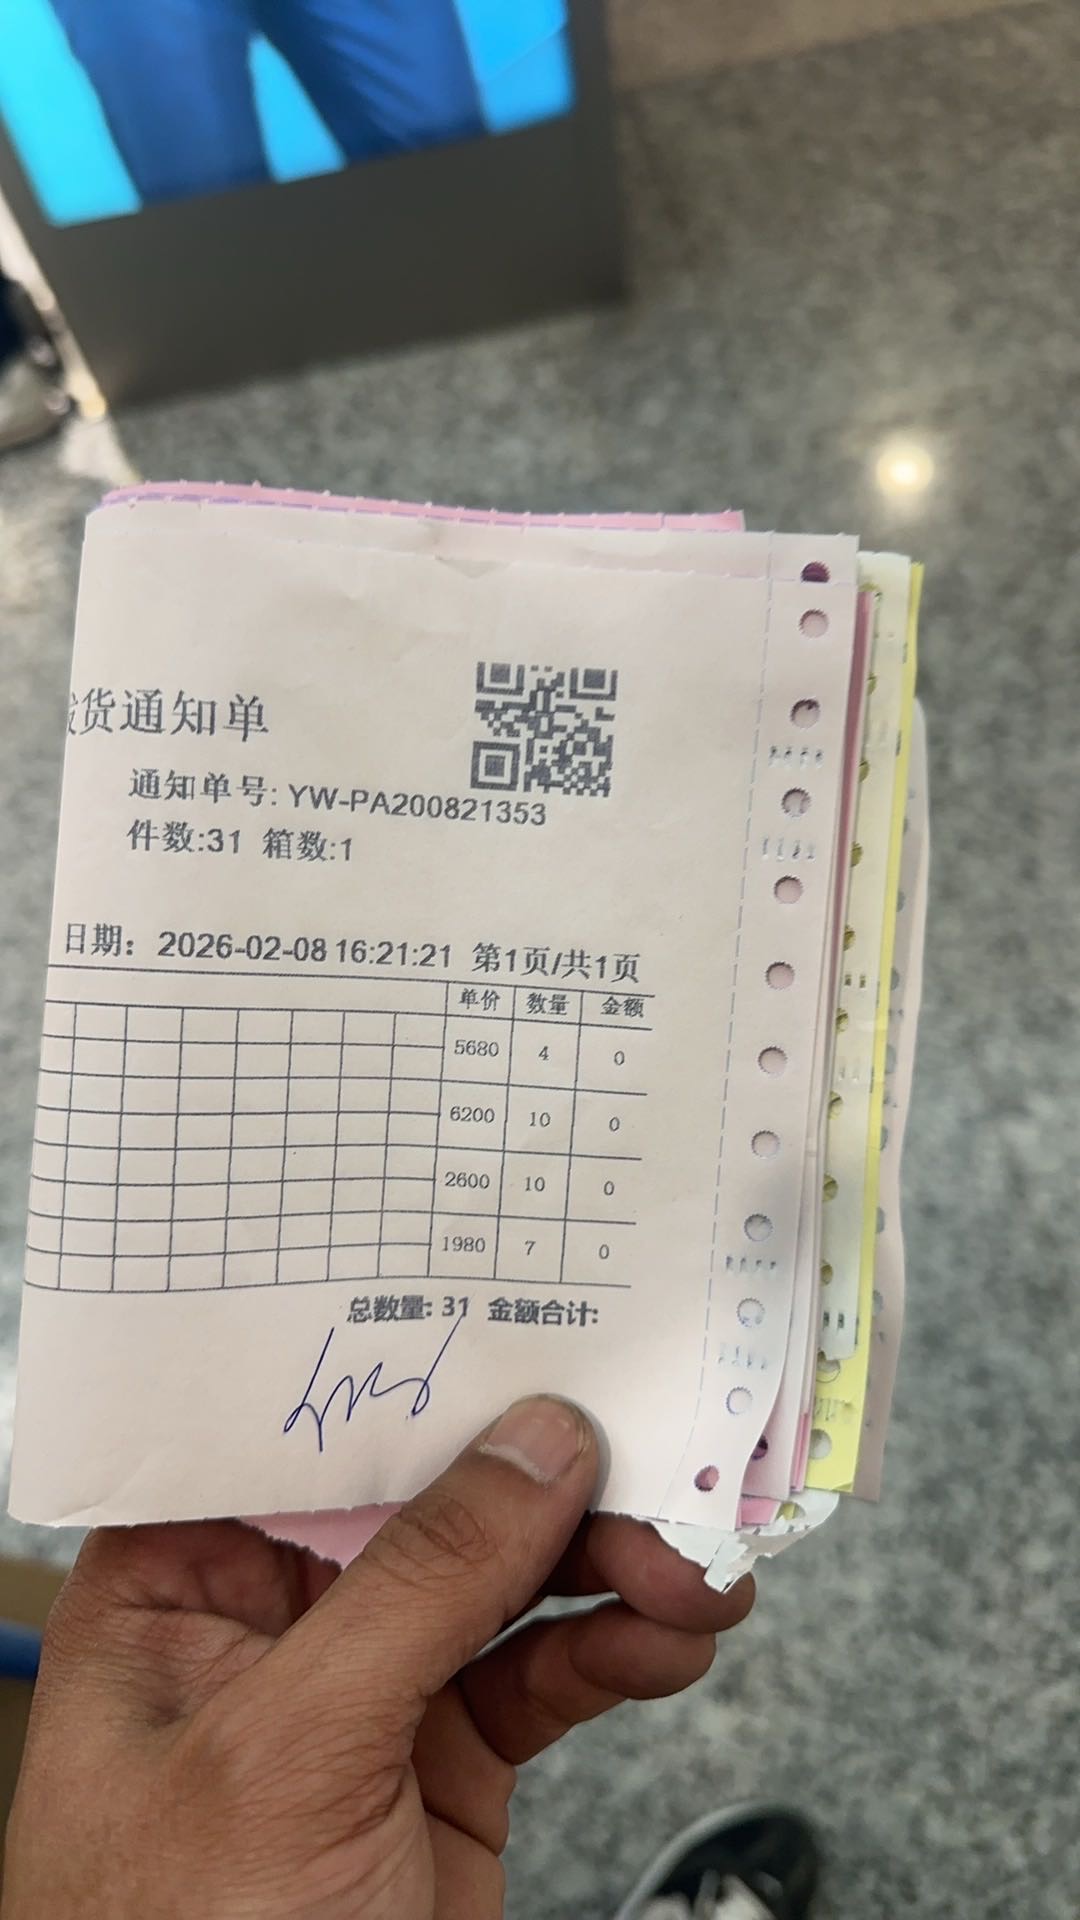 货通知单
通知单号: YW-PA200821353
件数:31 箱数:1
日期: 2026-02-08 16:21:21 第1页/共1页
单价 数量 金额
5680 4 0
6200 10 0
2600 10 0
1980 7 0
总数量: 31 金额合计: